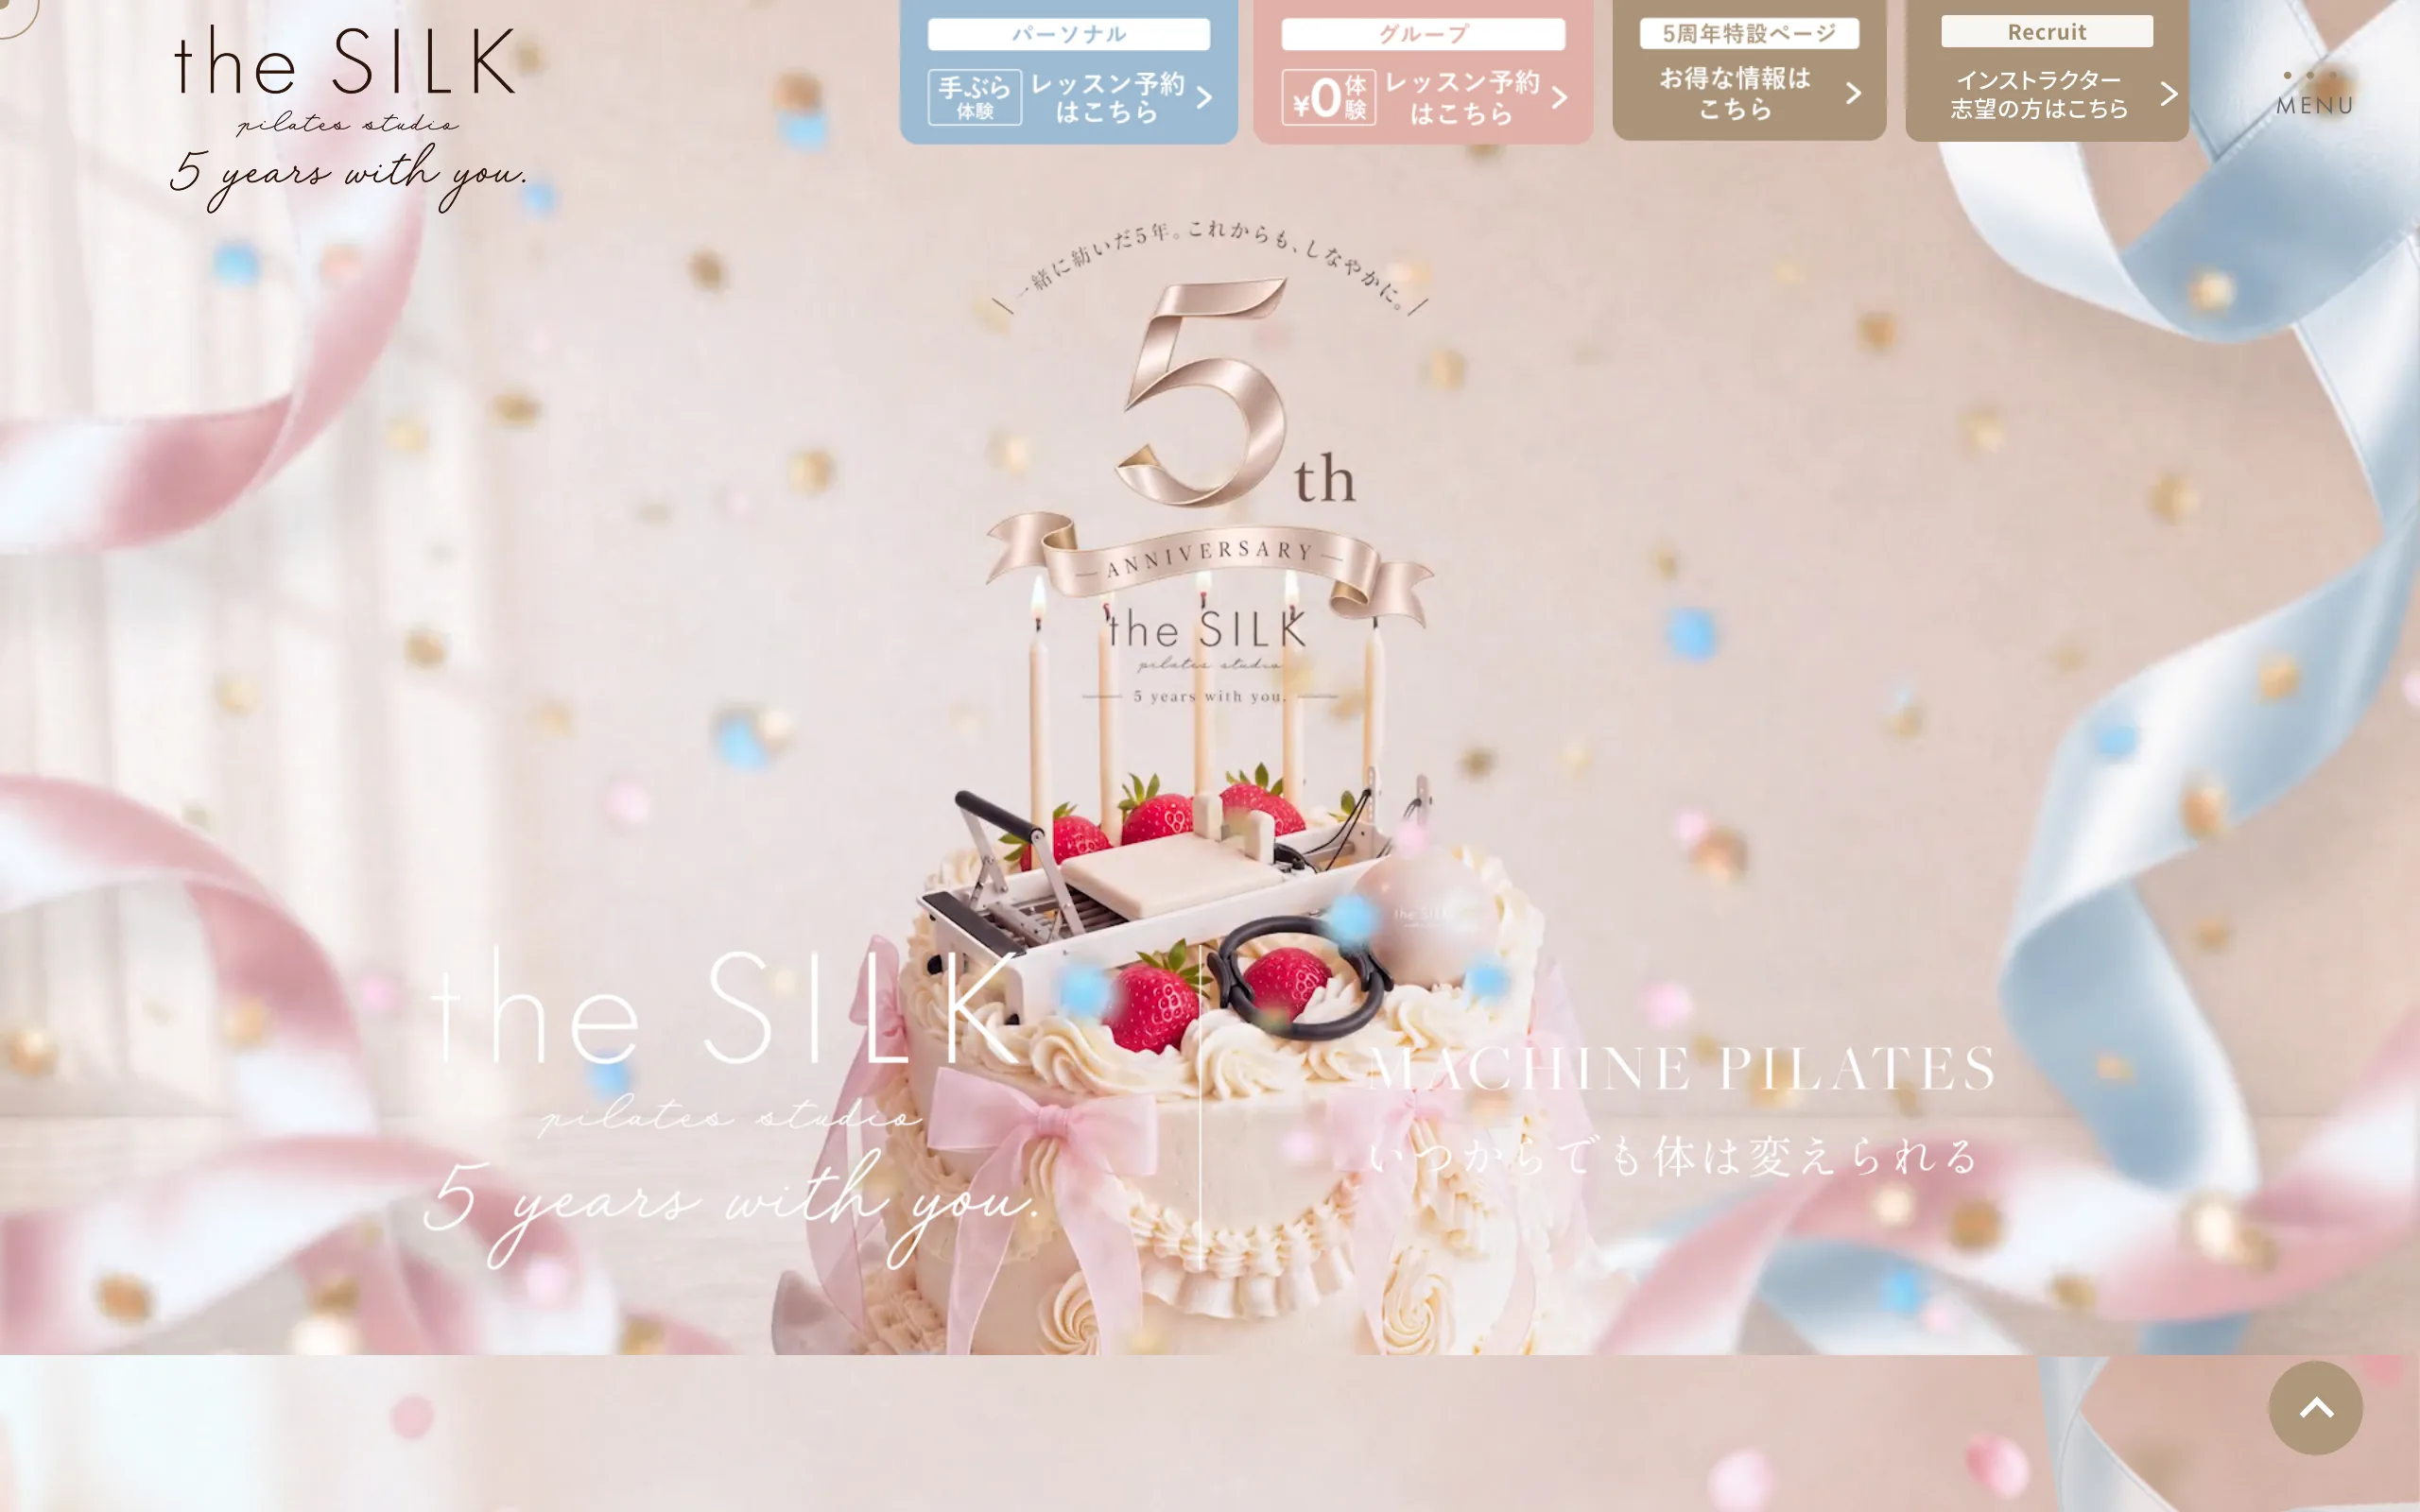 the SILK
pilates studio
5 years with you.
パーソナル
手ぶら
体験
レッスン予約
はこちら
グループ
¥0体験
レッスン予約
はこちら
5周年特設ページ
お得な情報は
こちら
Recruit
インストラクター
志望の方はこちら
MENU
一緒に紡いだ5年。これからも、しなやかに。
5th
ANNIVERSARY
the SILK
pilates studio
5 years with you.
the SILK
the SILK
pilates studio
5 years with you.
MACHINE PILATES
いつからでも体は変えられる